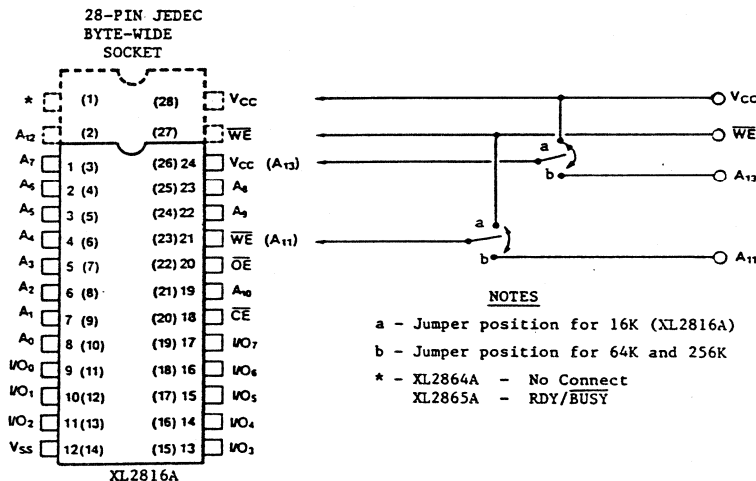 28-PIN JEDEC
BYTE-WIDE
SOCKET
* (1) (28) VCC
A12 (2) (27) WE
A7 1 (3) (26) 24 VCC (A13)
A6 2 (4) (25) 23 A8
A5 3 (5) (24) 22 A9
A4 4 (6) (23) 21 WE (A11)
A3 5 (7) (22) 20 OE
A2 6 (8) (21) 19 A10
A1 7 (9) (20) 18 CE
A0 8 (10) (19) 17 I/O7
I/O0 9 (11) (18) 16 I/O6
I/O1 10 (12) (17) 15 I/O5
I/O2 11 (13) (16) 14 I/O4
VSS 12 (14) (15) 13 I/O3
XL2816A
VCC
WE
a
b
A13
a
b
A11
NOTES
a - Jumper position for 16K (XL2816A)
b - Jumper position for 64K and 256K
* - XL2864A - No Connect
XL2865A - RDY/BUSY